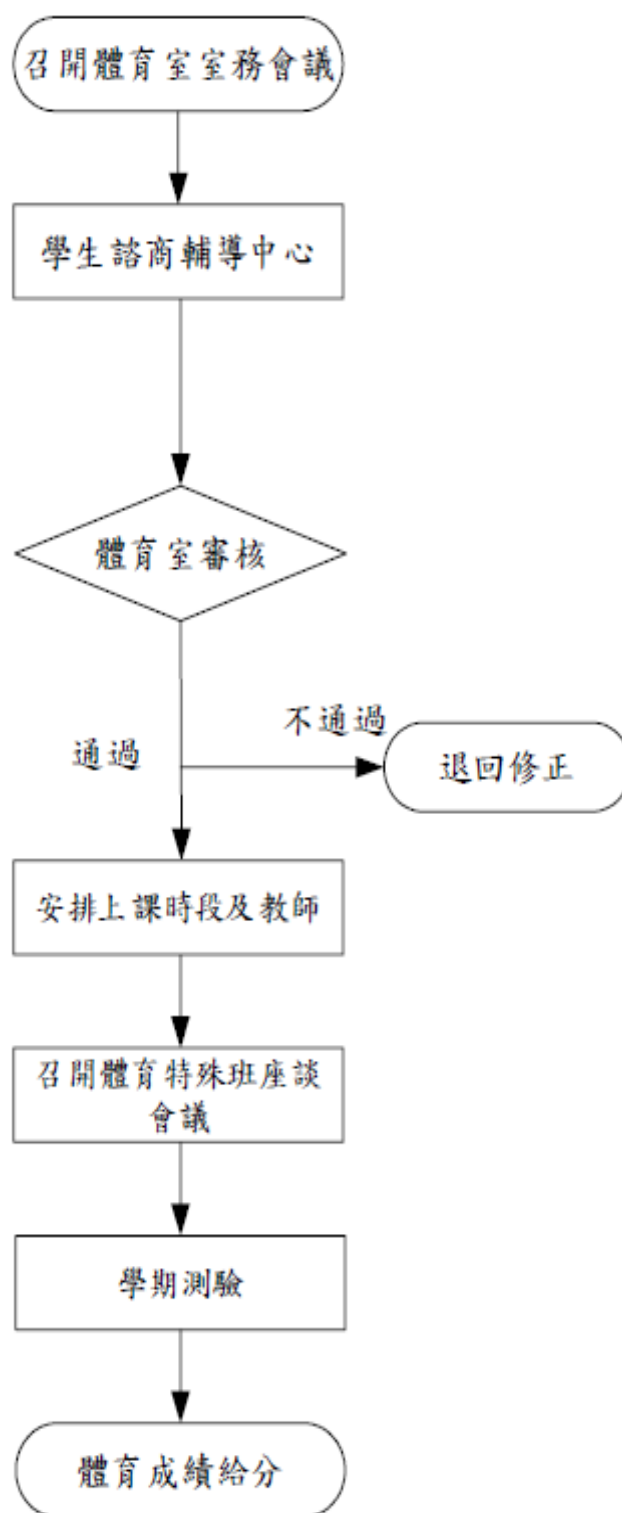 召開體育室室務會議
學生諮商輔導中心
體育室審核
不通過
通過
退回修正
安排上課時段及教師
召開體育特殊班座談
會議
學期測驗
體育成績給分